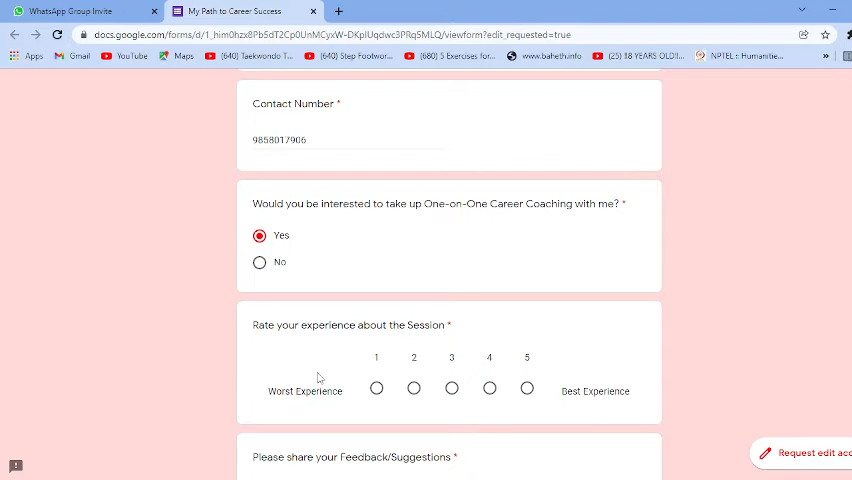 WhatsApp Group Invite
My Path to Career Success
docs.google.com/forms/d/1_him0hzx8Pb5dT2Cp0UnMCyxW-DKpIUqdwc3PRq5MLQ/viewform?edit_requested=true
Apps Gmail YouTube Maps (640) Taekwondo T... (640) Step Footwor... (680) 5 Exercises for... www.baheth.info (25) 18 YEARS OLD!I... NPTEL :: Humanitie... »
Contact Number *
9858017906
Would you be interested to take up One-on-One Career Coaching with me? *
Yes
No
Rate your experience about the Session *
1 2 3 4 5
Worst Experience Best Experience
Please share your Feedback/Suggestions *
Request edit acc